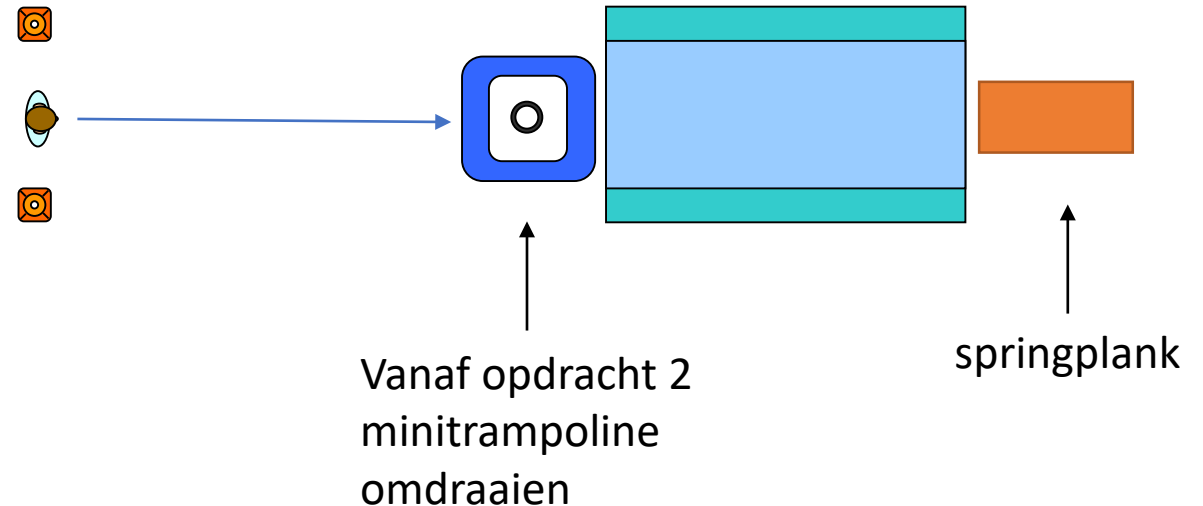 Vanaf opdracht 2
minitrampoline
omdraaien
springplank